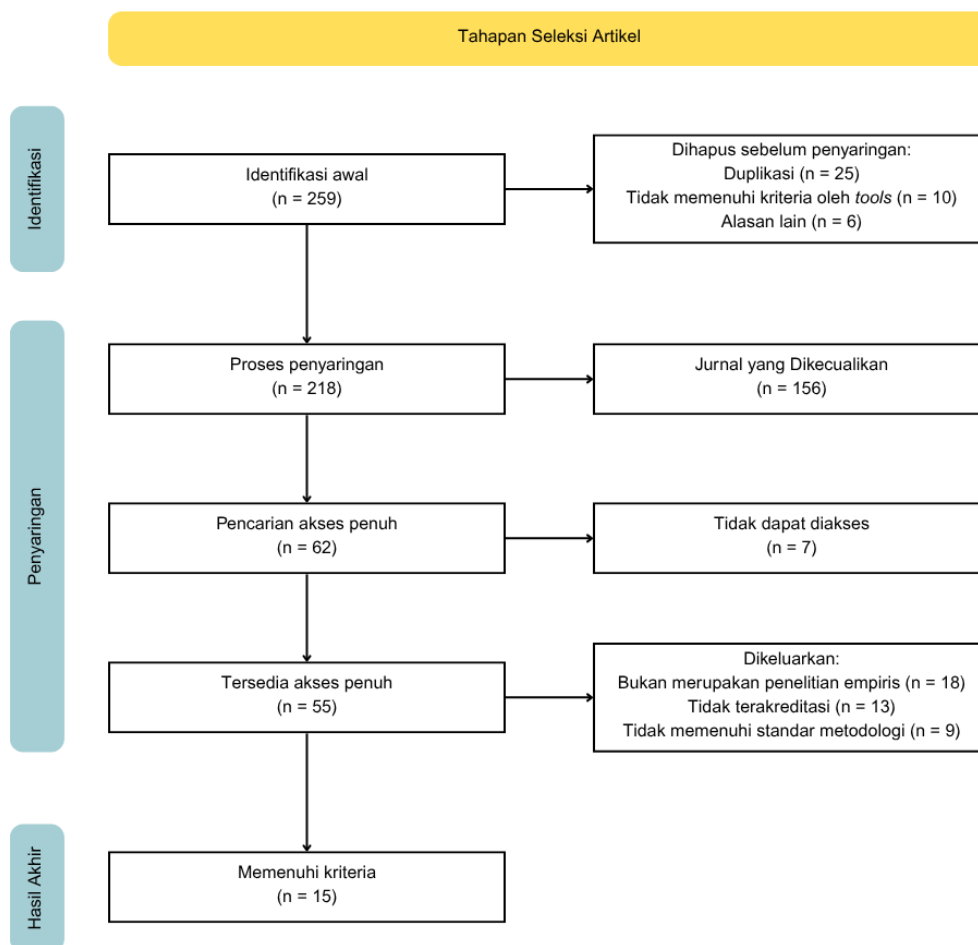 Tahapan Seleksi Artikel
Identifikasi
Identifikasi awal
(n = 259)
Dihapus sebelum penyaringan:
Duplikasi (n = 25)
Tidak memenuhi kriteria oleh tools (n = 10)
Alasan lain (n = 6)
Penyaringan
Proses penyaringan
(n = 218)
Jurnal yang Dikecualikan
(n = 156)
Pencarian akses penuh
(n = 62)
Tidak dapat diakses
(n = 7)
Tersedia akses penuh
(n = 55)
Dikeluarkan:
Bukan merupakan penelitian empiris (n = 18)
Tidak terakreditasi (n = 13)
Tidak memenuhi standar metodologi (n = 9)
Hasil Akhir
Memenuhi kriteria
(n = 15)